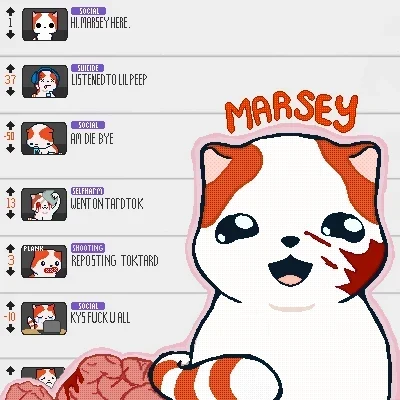 1
SOCIAL
HI. MARSEY HERE.
37
SUICIDE
LISTENED TO LIL PEEP
MARSEY
-50
SOCIAL
AM DIE BYE
13
SELFHARM
WENT ON TARDTOK
PLANK
3
SHOOTING
REPOSTING TOKTARD
-10
SOCIAL
KYS FUCK U ALL